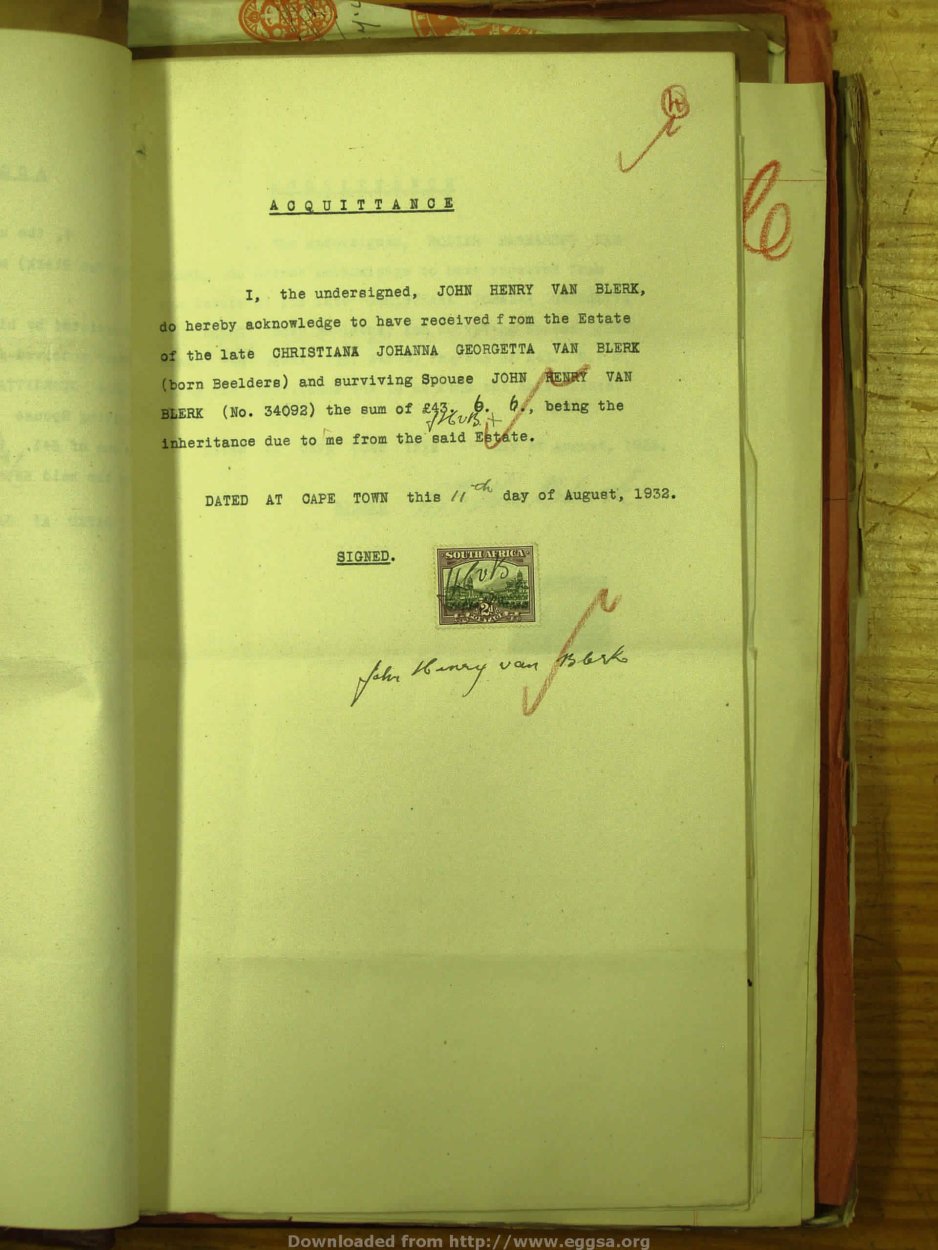 ACQUITTANCE
I, the undersigned, JOHN HENRY VAN BLERK,
do hereby acknowledge to have received from the Estate
of the late CHRISTIANA JOHANNA GEORGETTA VAN BLERK
(born Beelders) and surviving Spouse JOHN HENRY VAN
BLERK (No. 34092) the sum of £43. 6. 6., being the
JHvB
inheritance due to me from the said Estate.
DATED AT CAPE TOWN this 11th day of August, 1932.
SIGNED.
SOUTH AFRICA
JHvB
2d
John Henry van Blerk
Downloaded from http://www.eggsa.org